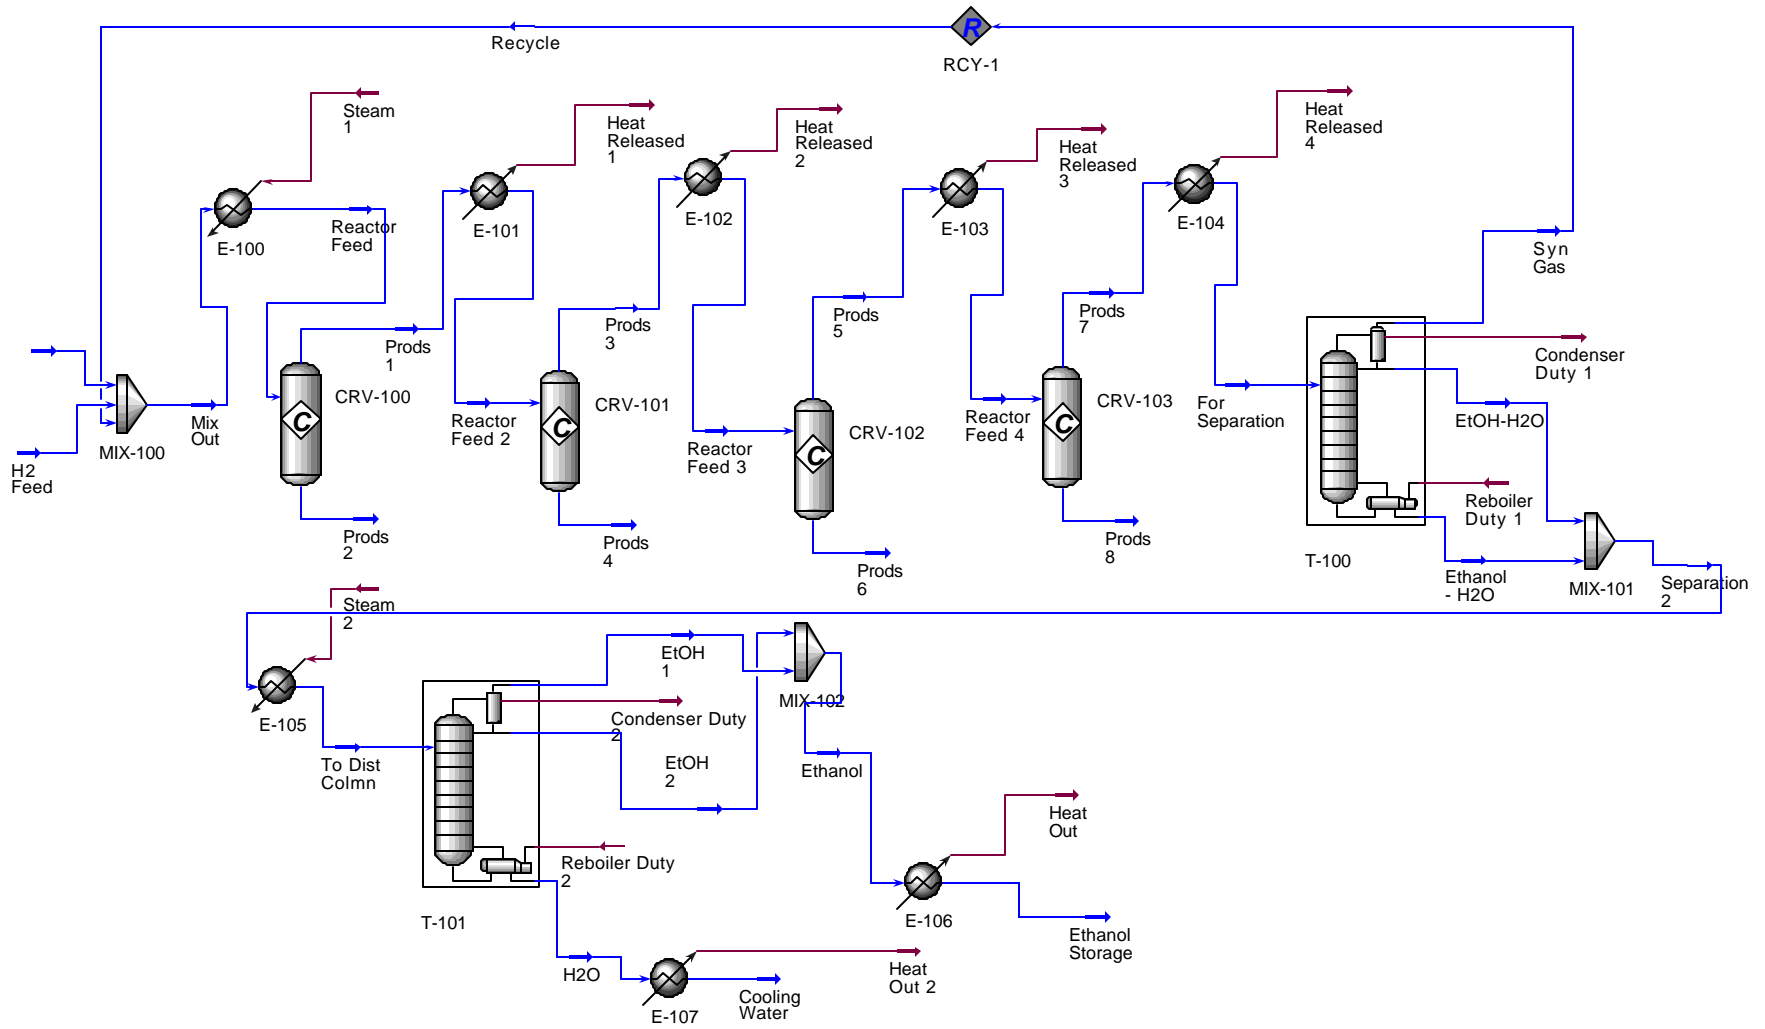 R
Recycle
RCY-1
Steam
1
Heat
Released
1
Heat
Released
2
Heat
Released
3
Heat
Released
4
E-100
Reactor
Feed
E-101
E-102
E-103
E-104
Syn
Gas
Prods
1
Prods
3
Prods
5
Prods
7
Condenser
Duty 1
H2
Feed
MIX-100
Mix
Out
C
CRV-100
Reactor
Feed 2
C
CRV-101
Reactor
Feed 3
C
CRV-102
Reactor
Feed 4
C
CRV-103
For
Separation
EtOH-H2O
Reboiler
Duty 1
Prods
2
Prods
4
Prods
6
Prods
8
T-100
Ethanol
- H2O
MIX-101
Separation
2
Steam
2
E-105
To Dist
Colmn
EtOH
1
Condenser Duty
2
EtOH
2
MIX-102
Ethanol
Reboiler Duty
2
T-101
Heat
Out
E-106
Ethanol
Storage
H2O
E-107
Heat
Out 2
Cooling
Water